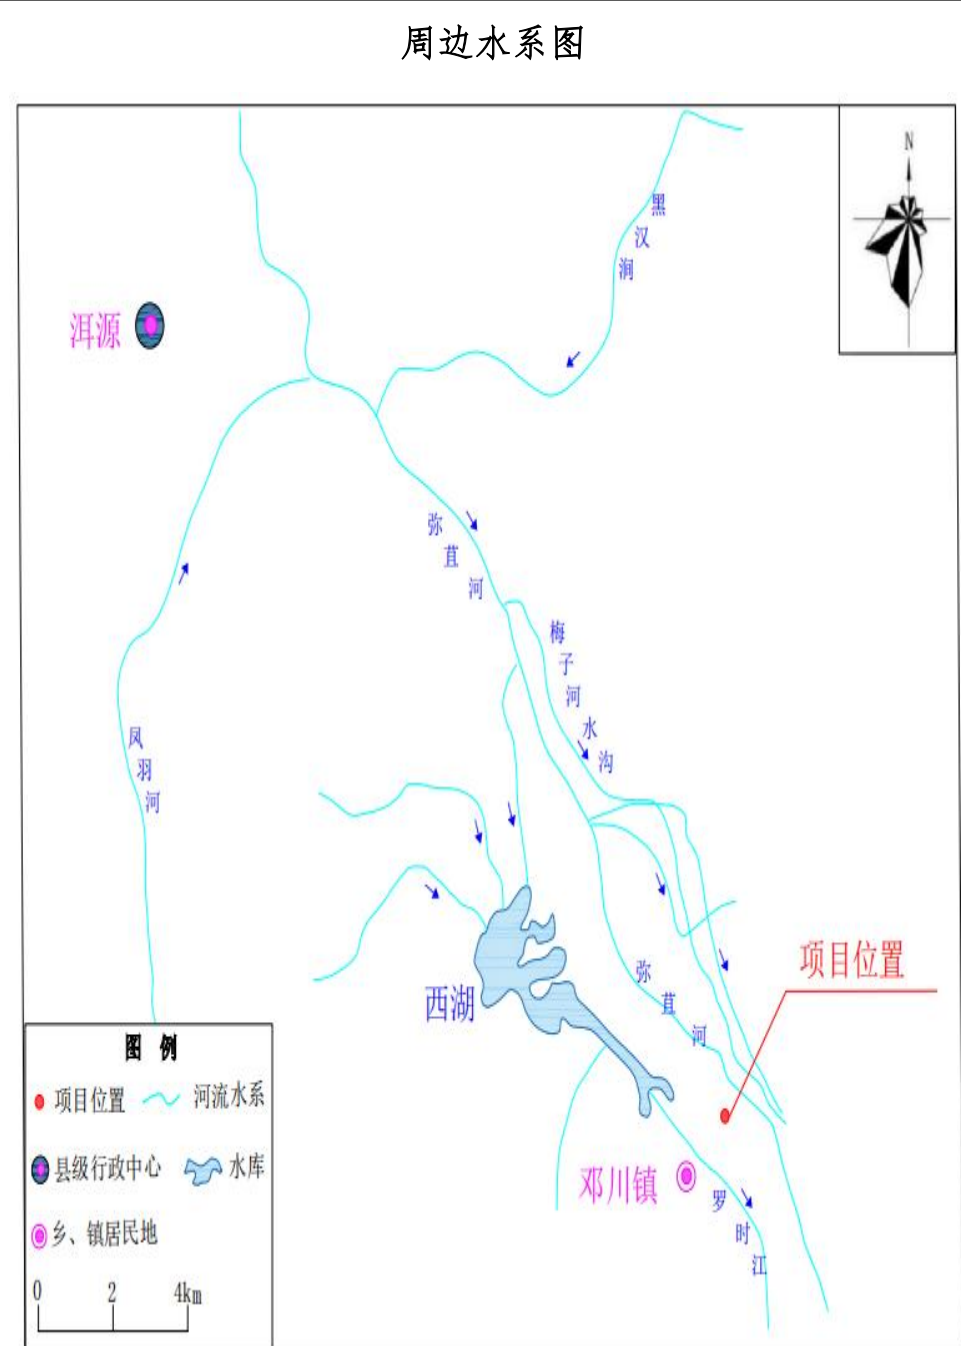 周边水系图
N
黑汉涧
洱源
弥苴河
梅子河水沟
凤羽河
项目位置
弥苴河
西湖
图 例
项目位置
河流水系
县级行政中心
水库
乡、镇居民地
0 2 4km
邓川镇
罗时江